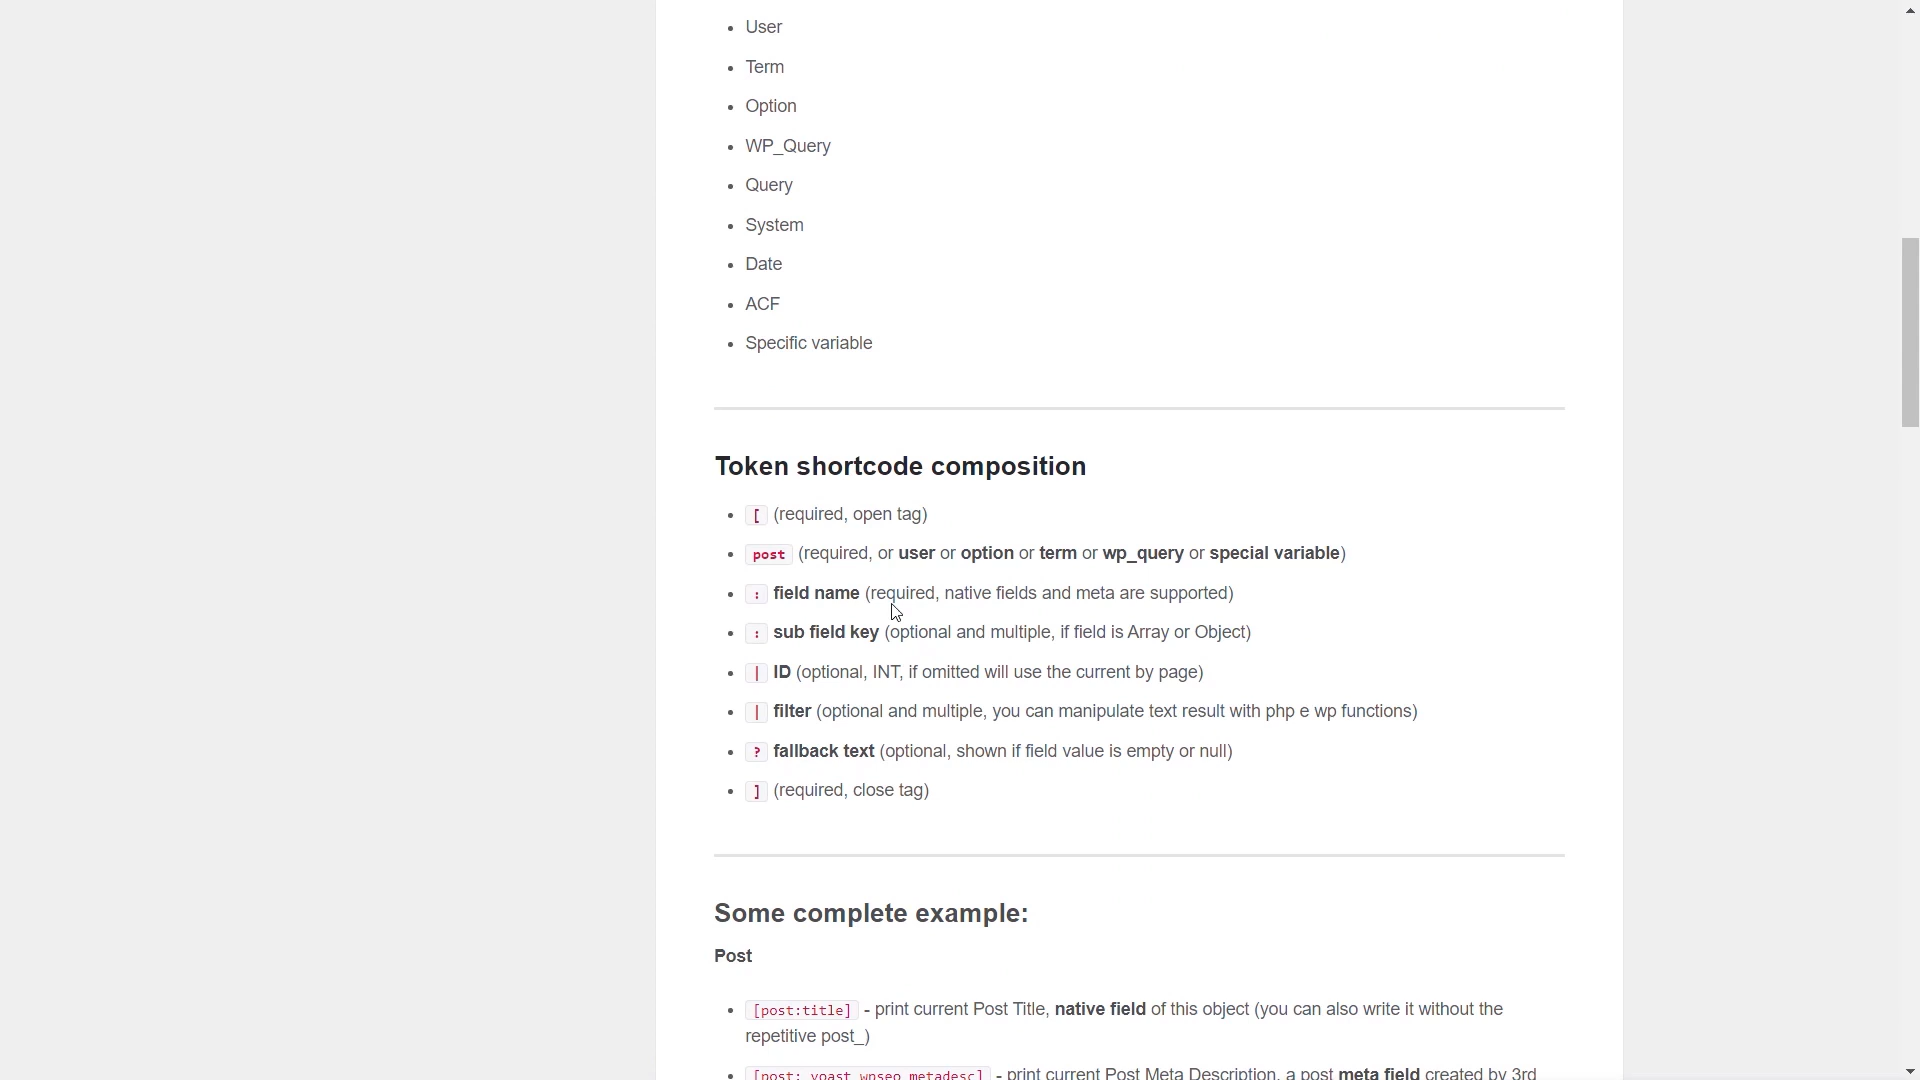 • User
• Term
• Option
• WP_Query
• Query
• System
• Date
• ACF
• Specific variable
Token shortcode composition
• [ (required, open tag)
• post (required, or user or option or term or wp_query or special variable)
• : field name (required, native fields and meta are supported)
• : sub field key (optional and multiple, if field is Array or Object)
• | ID (optional, INT, if omitted will use the current by page)
• | filter (optional and multiple, you can manipulate text result with php e wp functions)
• ? fallback text (optional, shown if field value is empty or null)
• ] (required, close tag)
Some complete example:
Post
• [post:title] - print current Post Title, native field of this object (you can also write it without the
repetitive post_)
• [post:_yoast_wpseo_metadesc] - print current Post Meta Description, a post meta field created by 3rd